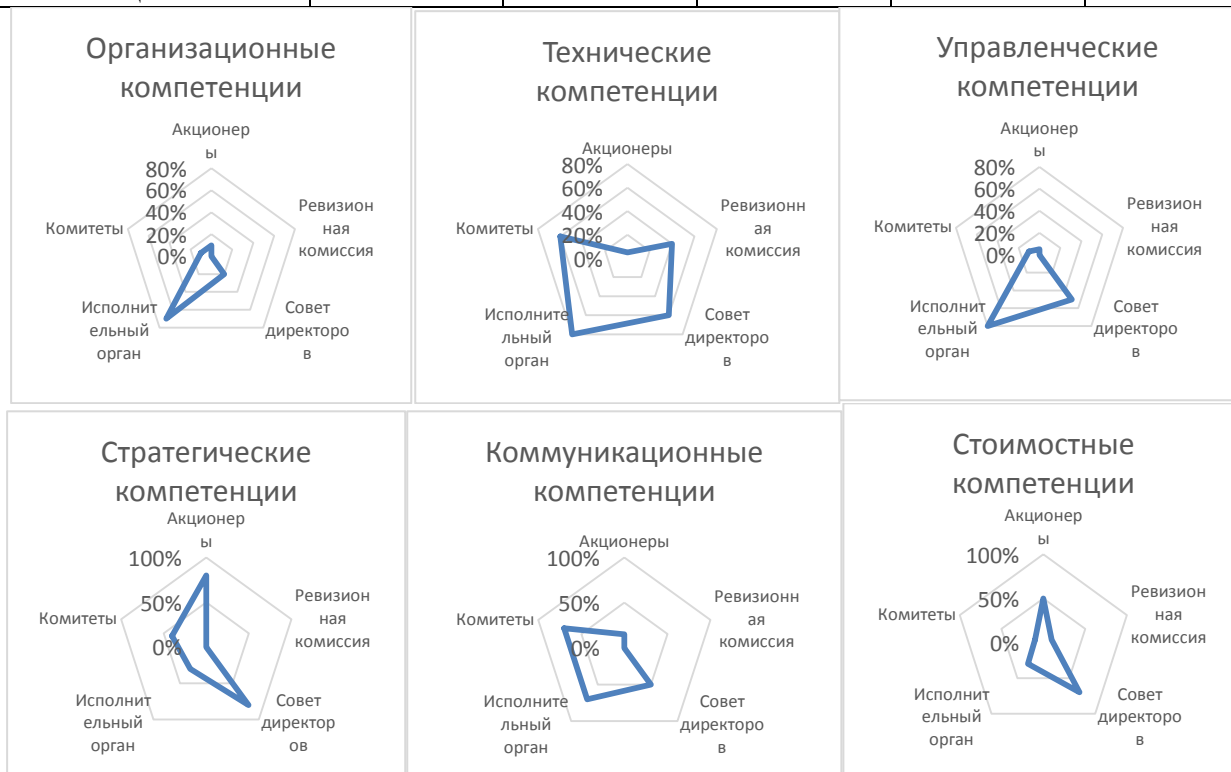 Организационные
компетенции
Акционер
ы
80%
60%
40%
20%
0%
Ревизион
ная
комиссия
Совет
директоро
в
Исполнит
ельный
орган
Комитеты
Технические
компетенции
Акционеры
80%
60%
40%
20%
0%
Ревизионн
ая
комиссия
Совет
директоро
в
Исполните
льный
орган
Комитеты
Управленческие
компетенции
Акционер
ы
80%
60%
40%
20%
0%
Ревизион
ная
комиссия
Совет
директоро
в
Исполнит
ельный
орган
Комитеты
Стратегические
компетенции
Акционер
ы
100%
50%
0%
Ревизион
ная
комиссия
Совет
директор
ов
Исполнит
ельный
орган
Комитеты
Коммуникационные
компетенции
Акционеры
100%
50%
0%
Ревизионн
ая
комиссия
Совет
директоро
в
Исполните
льный
орган
Комитеты
Стоимостные
компетенции
Акционер
ы
100%
50%
0%
Ревизион
ная
комиссия
Совет
директоро
в
Исполнит
ельный
орган
Комитеты